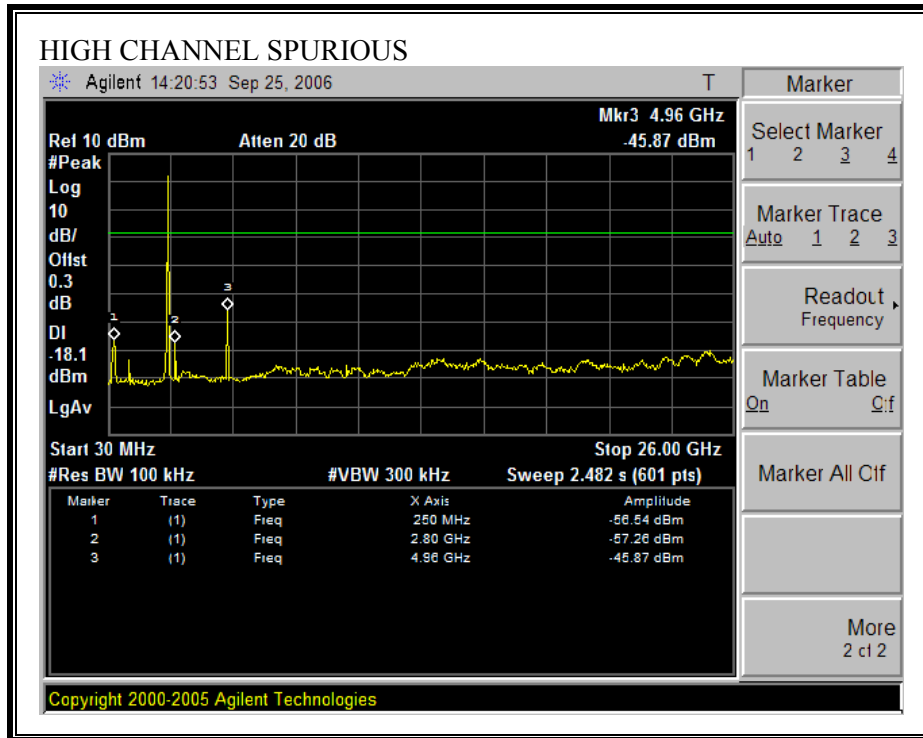 HIGH CHANNEL SPURIOUS
Agilent 14:20:53 Sep 25, 2006 T
Mkr3 4.96 GHz
Ref 10 dBm Atten 20 dB -45.87 dBm
#Peak
Log
10
dB/
Offst
0.3
dB
DI
-18.1
dBm
LgAv
1
2
3
Start 30 MHz Stop 26.00 GHz
#Res BW 100 kHz #VBW 300 kHz Sweep 2.482 s (601 pts)
Marker Trace Type X Axis Amplitude
1 (1) Freq 250 MHz -56.54 dBm
2 (1) Freq 2.80 GHz -57.26 dBm
3 (1) Freq 4.96 GHz -45.87 dBm
Marker
Select Marker
1 2 3 4
Marker Trace
Auto 1 2 3
Readout
Frequency
Marker Table
On Off
Marker All Off
More
2 of 2
Copyright 2000-2005 Agilent Technologies